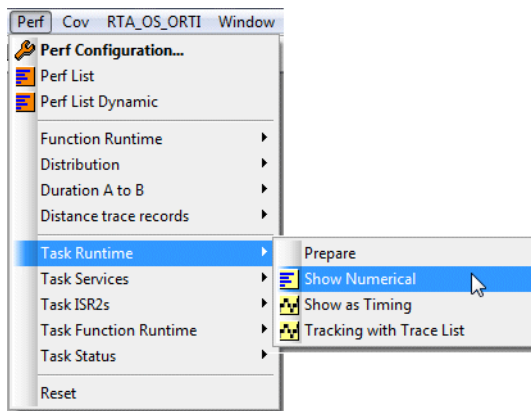 Perf Cov RTA_OS_ORTI Window
Perf Configuration...
Perf List
Perf List Dynamic
Function Runtime
Distribution
Duration A to B
Distance trace records
Task Runtime
Task Services
Task ISR2s
Task Function Runtime
Task Status
Reset
Prepare
Show Numerical
Show as Timing
Tracking with Trace List